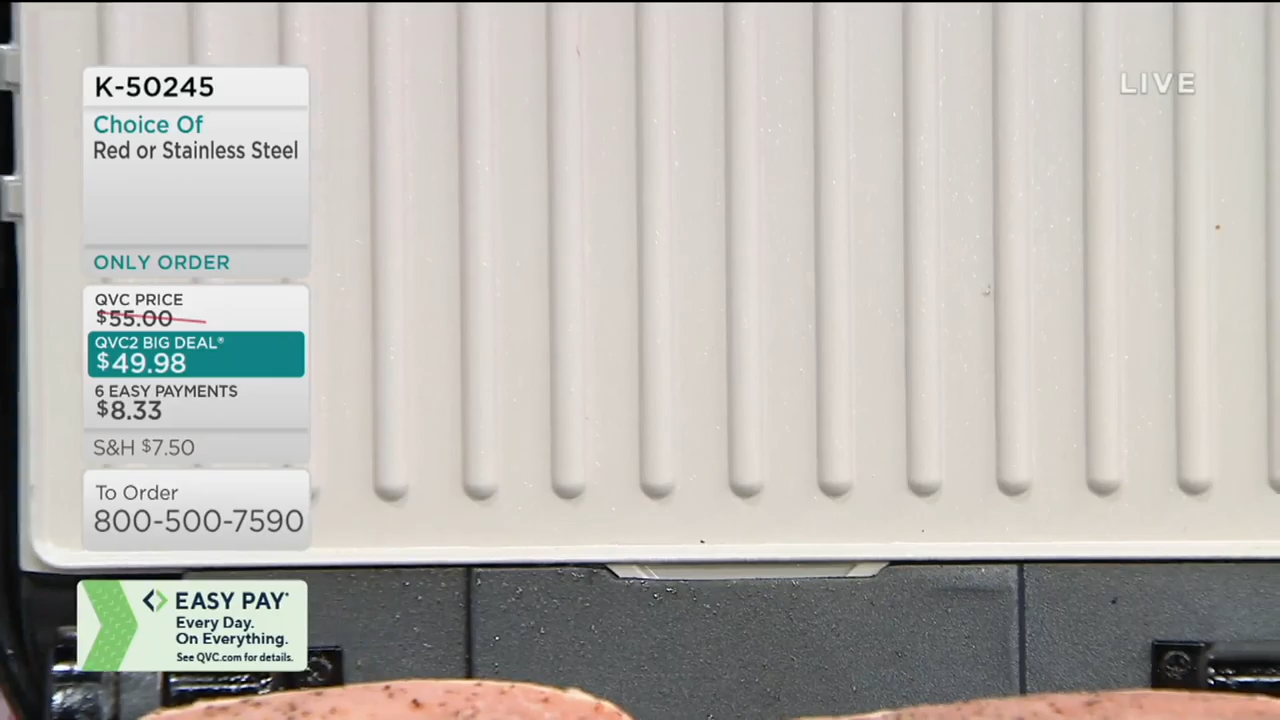 K-50245
Choice Of
Red or Stainless Steel
ONLY ORDER
QVC PRICE
$55.00
QVC2 BIG DEAL®
$49.98
6 EASY PAYMENTS
$8.33
S&H $7.50
To Order
800-500-7590
EASY PAY®
Every Day.
On Everything.
See QVC.com for details.
LIVE